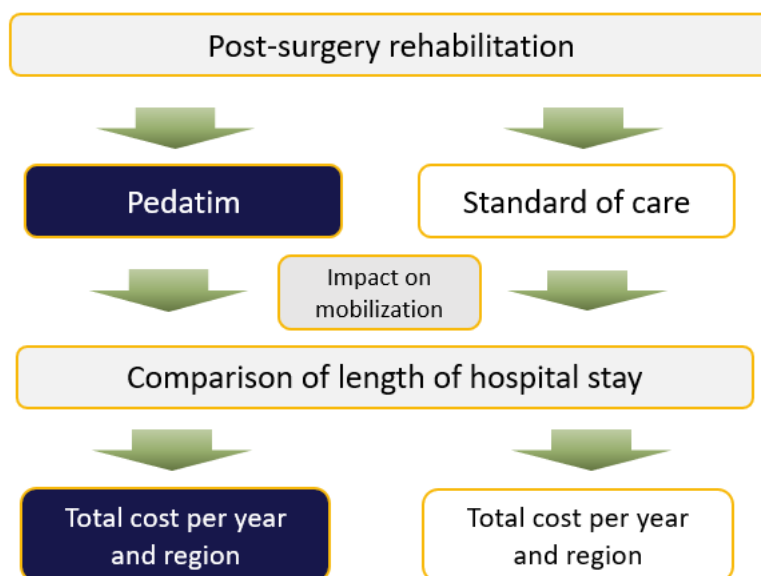 Post-surgery rehabilitation
Pedatim
Standard of care
Impact on
mobilization
Comparison of length of hospital stay
Total cost per year
and region
Total cost per year
and region